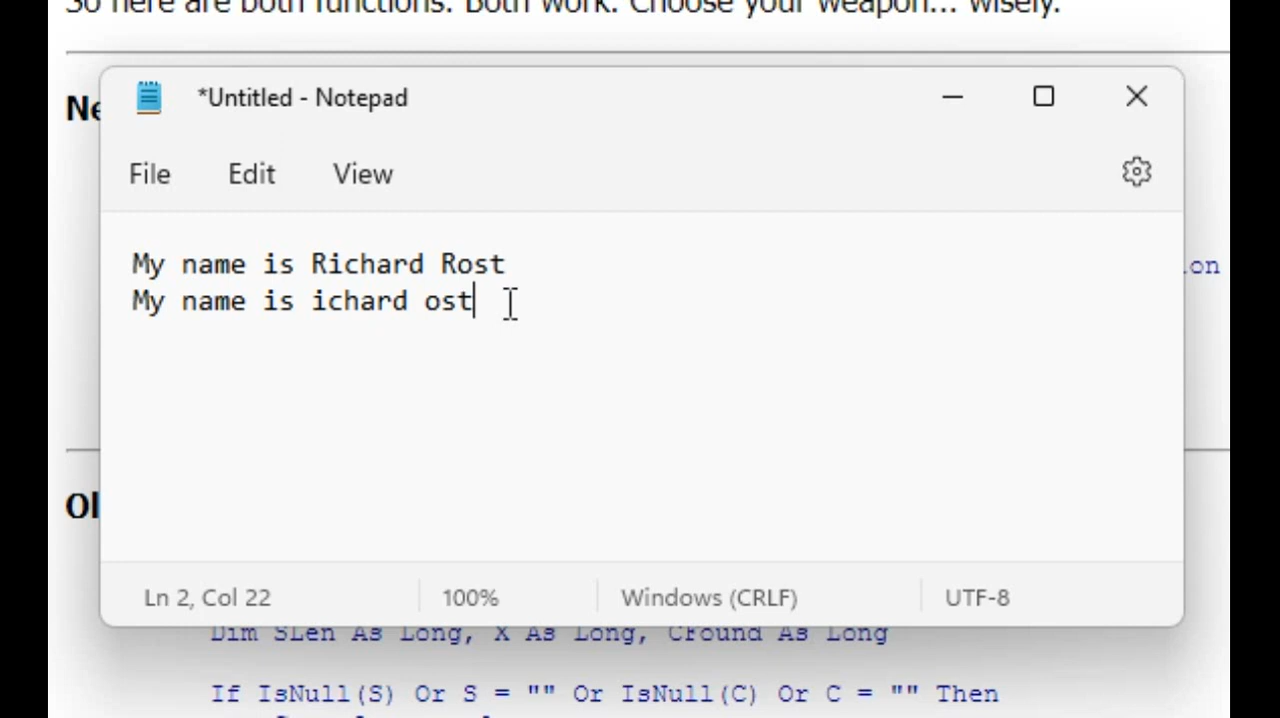 So here are both functions. Both work. Choose your weapon... wisely.
*Untitled - Notepad
File Edit View
My name is Richard Rost
My name is ichard ost
Ln 2, Col 22 100% Windows (CRLF) UTF-8
Dim SLen As Long, X As Long, CFound As Long
If IsNull(S) Or S = "" Or IsNull(C) Or C = "" Then